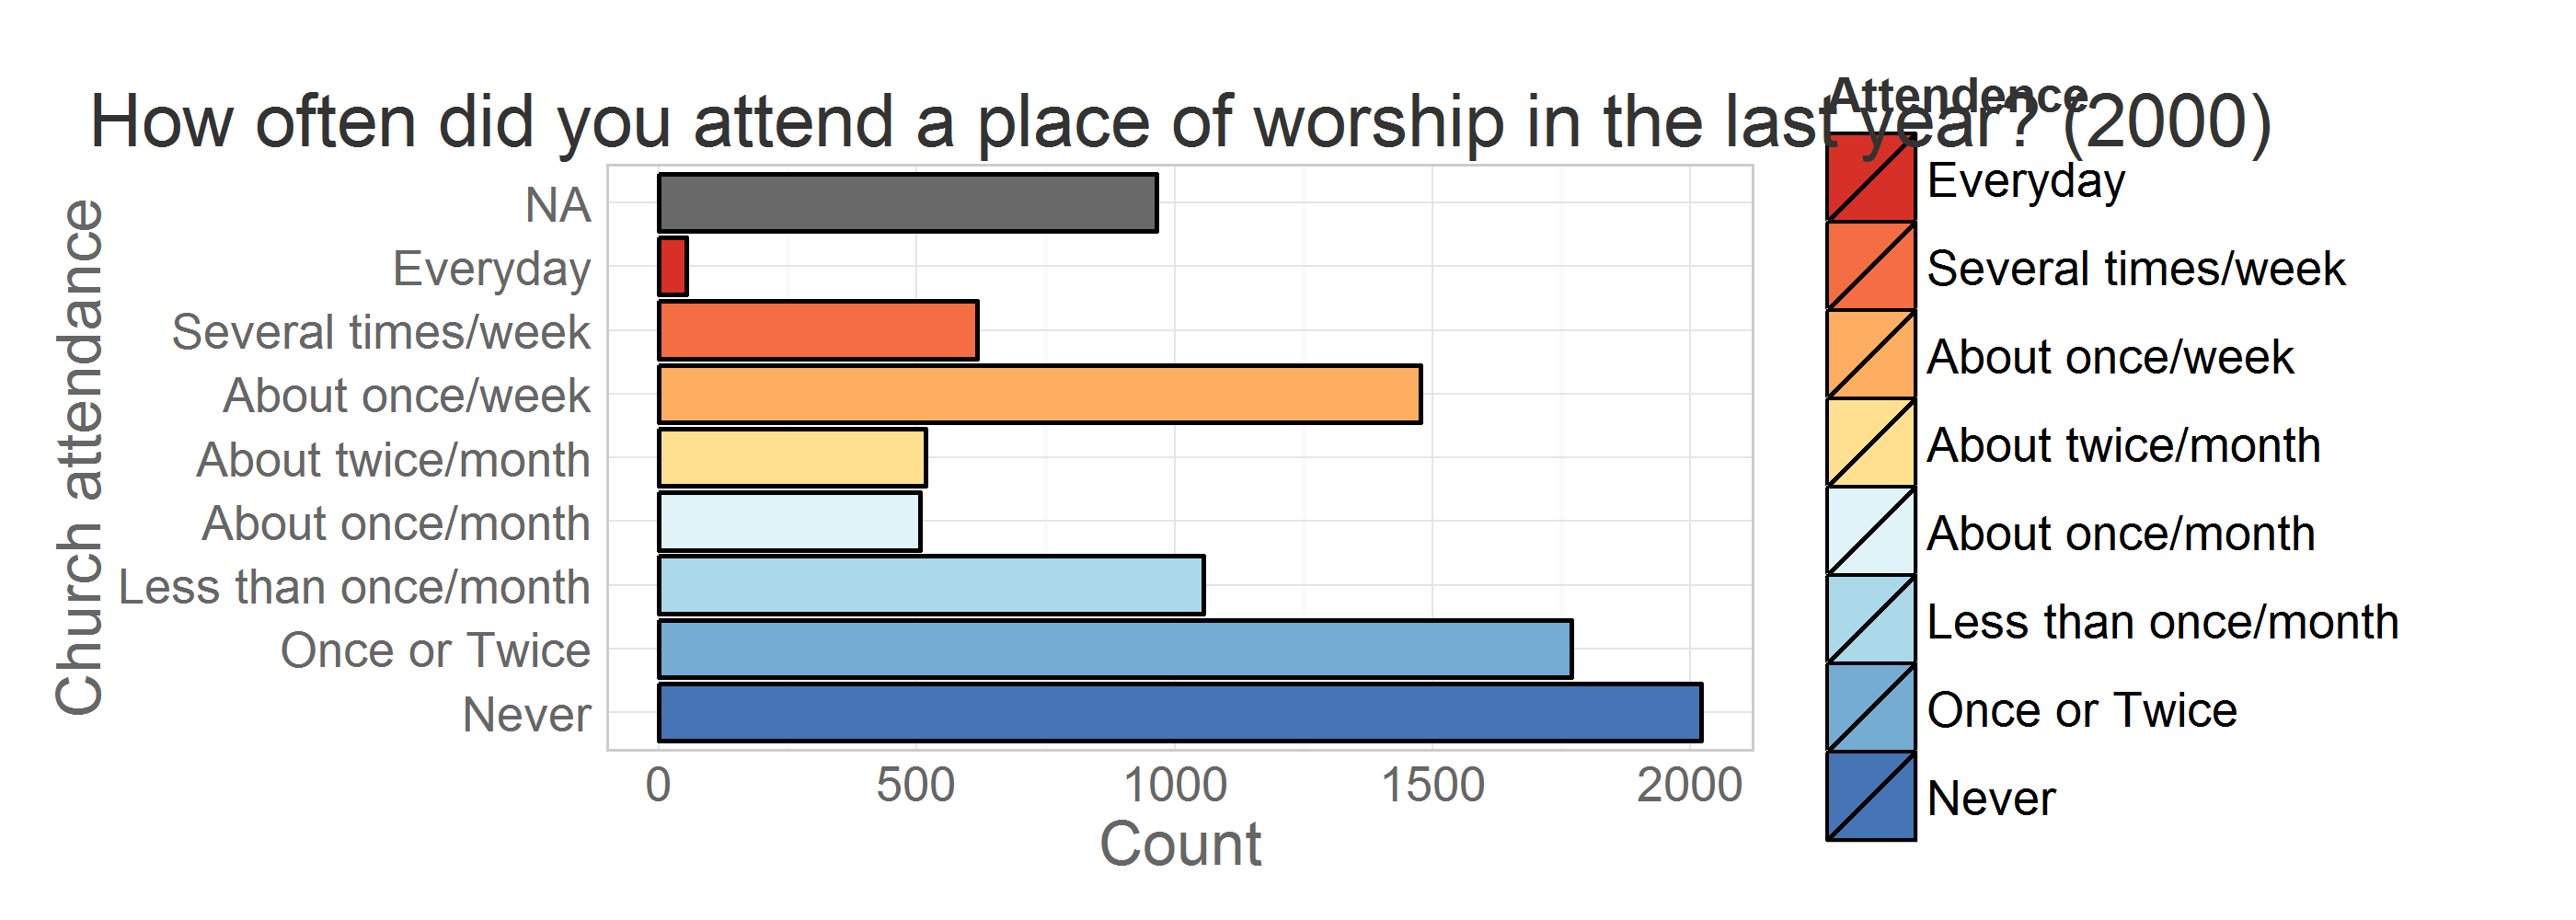 How often did you attend a place of worship in the last year? (2000)
Church attendance
NA
Everyday
Several times/week
About once/week
About twice/month
About once/month
Less than once/month
Once or Twice
Never
0 500 1000 1500 2000
Count
Attendence
Everyday
Several times/week
About once/week
About twice/month
About once/month
Less than once/month
Once or Twice
Never